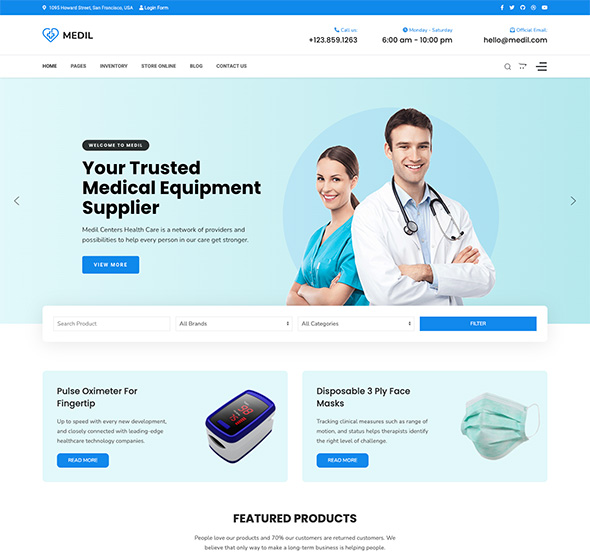 1095 Howard Street, San Francisco, USA Login Form
MEDIL
Call us:
+123.859.1263
Monday - Saturday
6:00 am - 10:00 pm
Official Email:
hello@medil.com
HOME PAGES INVENTORY STORE ONLINE BLOG CONTACT US
WELCOME TO MEDIL
Your Trusted
Medical Equipment
Supplier
Medil Centers Health Care is a network of providers and
possibilities to help every person in our care get stronger.
VIEW MORE
Search Product All Brands All Categories FILTER
Pulse Oximeter For
Fingertip
Up to speed with every new development,
and closely connected with leading-edge
healthcare technology companies.
READ MORE
Disposable 3 Ply Face
Masks
Tracking clinical measures such as range of
motion, and status helps therapists identify
the right level of challenge.
READ MORE
FEATURED PRODUCTS
People love our products and 70% our customers are returned customers. We
believe that only way to make a long-term business is helping people.